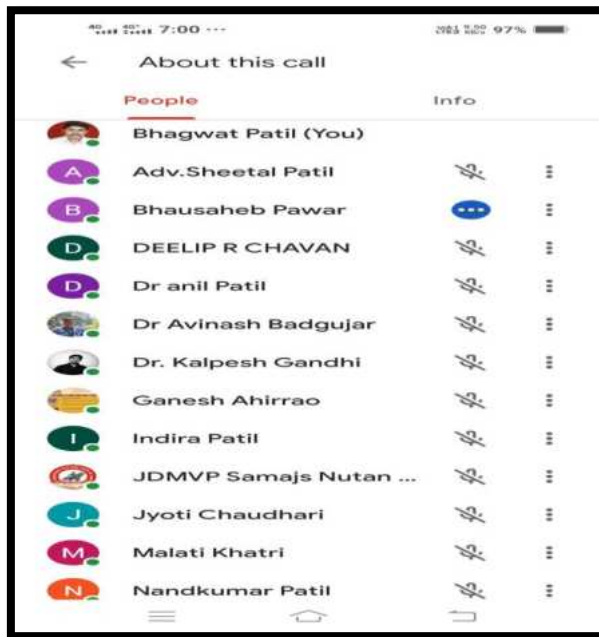 7:00 ... 97%
About this call
People Info
Bhagwat Patil (You)
A Adv.Sheetal Patil
B Bhausaheb Pawar
D DEELIP R CHAVAN
D Dr anil Patil
Dr Avinash Badgujar
Dr. Kalpesh Gandhi
Ganesh Ahirrao
I Indira Patil
JDMVP Samajs Nutan ...
J Jyoti Chaudhari
M Malati Khatri
N Nandkumar Patil